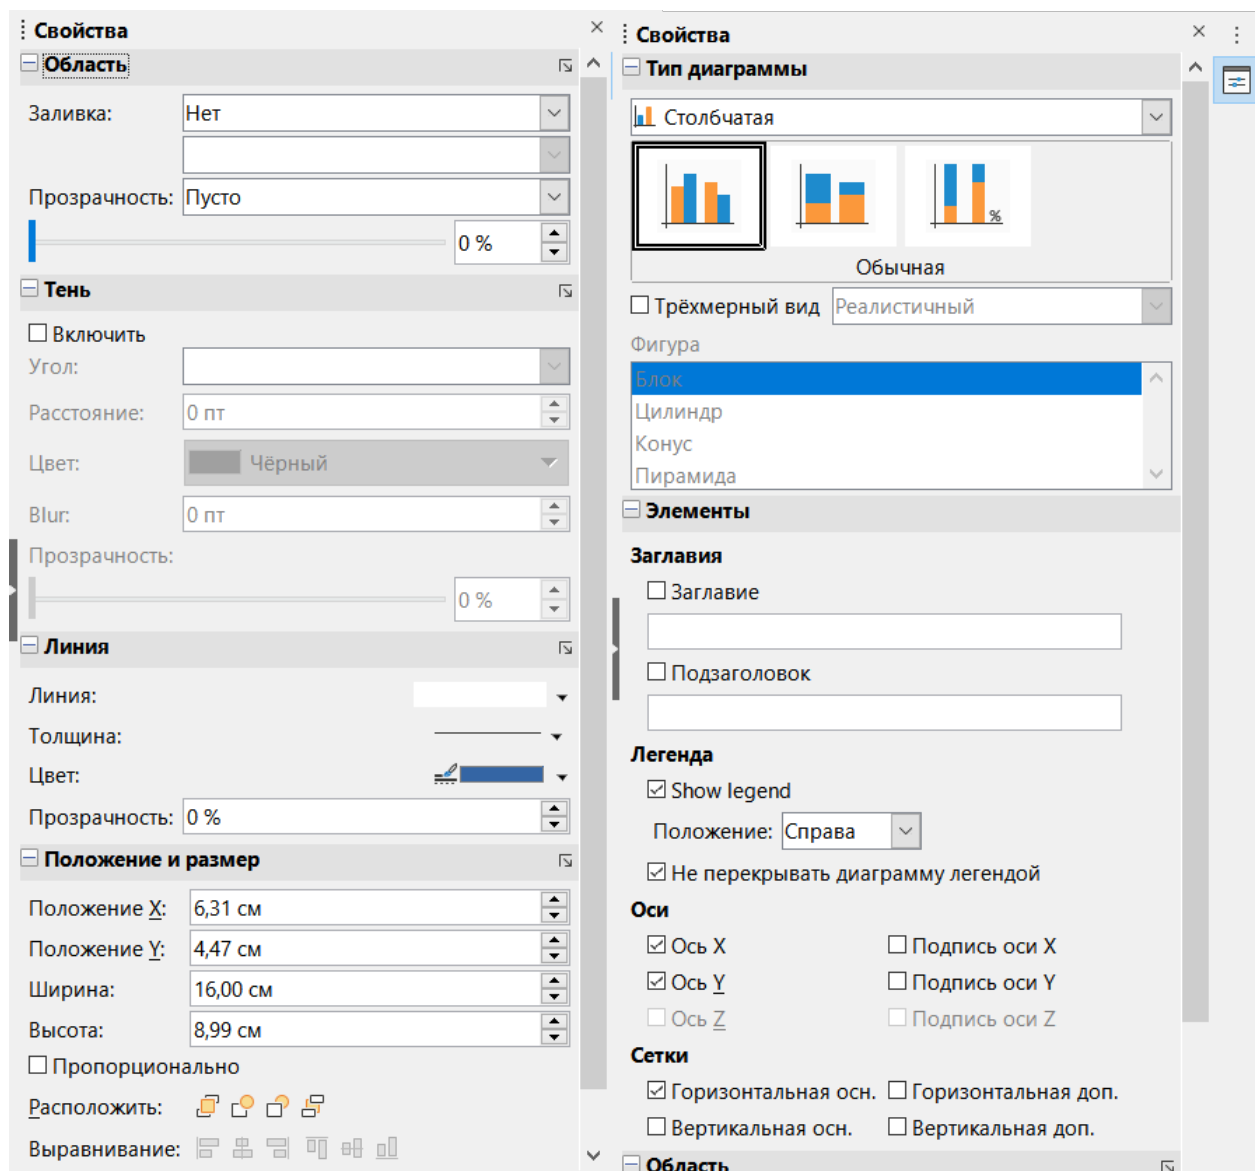 Свойства
Область
Заливка: Нет
Прозрачность: Пусто
0 %
Тень
Включить
Угол:
Расстояние: 0 пт
Цвет: Чёрный
Blur: 0 пт
Прозрачность:
0 %
Линия
Линия:
Толщина:
Цвет:
Прозрачность: 0 %
Положение и размер
Положение X: 6,31 см
Положение Y: 4,47 см
Ширина: 16,00 см
Высота: 8,99 см
Пропорционально
Расположить:
Выравнивание:
Свойства
Тип диаграммы
Столбчатая
%
Обычная
Трёхмерный вид Реалистичный
Фигура
Блок
Цилиндр
Конус
Пирамида
Элементы
Заглавия
Заглавие
Подзаголовок
Легенда
Show legend
Положение: Справа
Не перекрывать диаграмму легендой
Оси
Ось X Подпись оси X
Ось Y Подпись оси Y
Ось Z Подпись оси Z
Сетки
Горизонтальная осн. Горизонтальная доп.
Вертикальная осн. Вертикальная доп.
Область